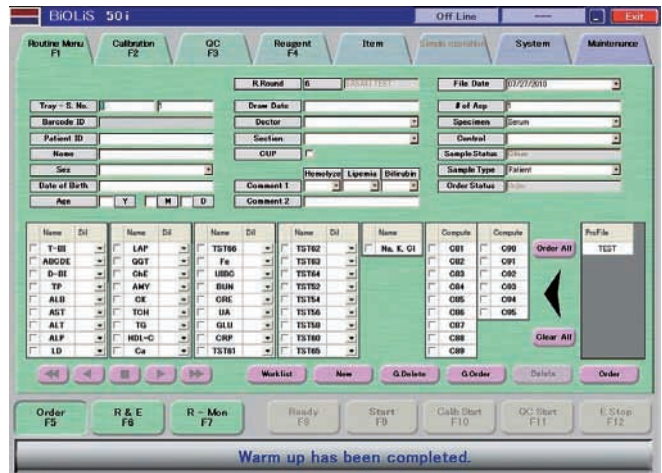 BiOLiS 50i Off Line ---- Exit
Routine Menu F1 Calibration F2 QC F3 Reagent F4 Item System Maintenance
R.Round 6 File Date 07/27/2010
Tray - S. No. 1 Draw Date # of Asp 1
Barcode ID Doctor Specimen Serum
Patient ID Section Control
Name CUP Sample Status
Sex Hemolyze Lipemia Bilirubin Sample Type Patient
Date of Birth Comment 1 Order Status
Age Y M D Comment 2
Name Dil Name Dil Name Dil Name Dil Name Compute Compute ProFile
T-BI LAP TST66 TST62 Na, K, Cl C01 C90 Order All TEST
ABCDE GGT Fe TST63 C02 C91
D-BI ChE UIBC TST64 C03 C92
TP AMY BUN TST52 C04 C93
ALB CK CRE TST54 C05 C94
AST TCH UA TST56 C06 C95
ALT TG GLU TST58 C07
ALP HDL-C CRP TST60 C88 Clear All
LD Ca TST61 TST65 C89
Worklist New G.Delete G.Order Delete Order
Order F5 R & E F6 R - Mon F7 Ready F8 Start F9 Calib Start F10 QC Start F11 E.Stop F12
Warm up has been completed.